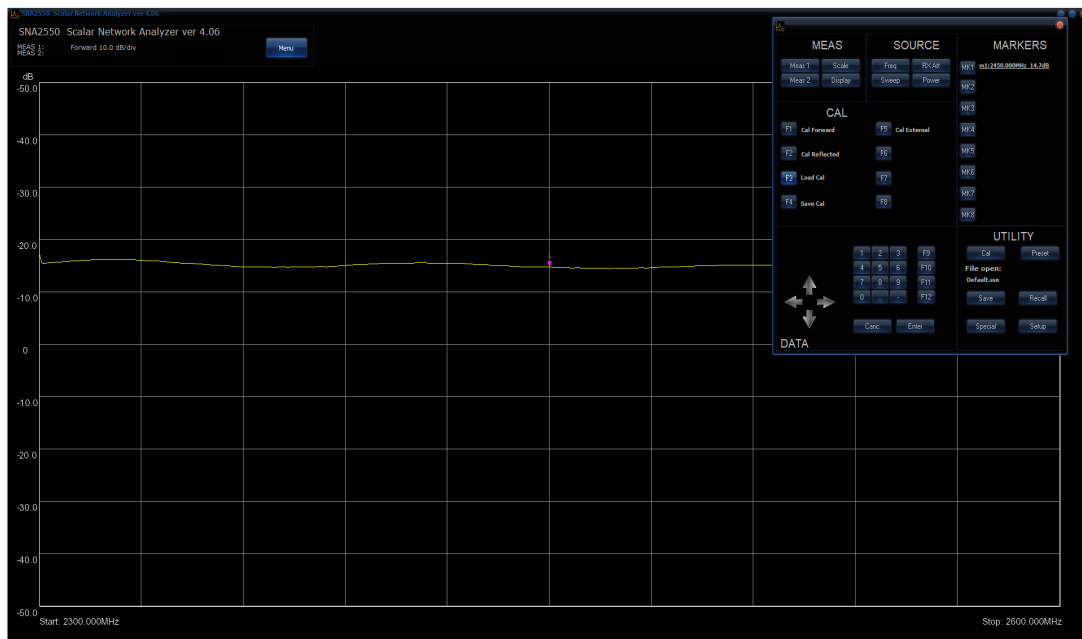 SNA2550 Scalar Network Analyzer ver 4.06
SNA2550 Scalar Network Analyzer ver 4.06
MEAS 1: Forward 10.0 dB/div
MEAS 2:
Menu
dB
-50.0
-40.0
-30.0
-20.0
-10.0
0
-10.0
-20.0
-30.0
-40.0
-50.0
Start: 2300.000MHz
Stop: 2600.000MHz
MEAS
Meas 1 Scale
Meas 2 Display
SOURCE
Freq RX Att
Sweep Power
MARKERS
MK1 m1:2450.000MHz 14.7dB
MK2
MK3
MK4
MK5
MK6
MK7
MK8
CAL
F1 Cal Forward F5 Cal External
F2 Cal Reflected F6
F3 Load Cal F7
F4 Save Cal F8
1 2 3 F9
4 5 6 F10
7 8 9 F11
0 . - F12
Canc Enter
DATA
UTILITY
Cal Preset
File open:
Default.ssn
Save Recall
Special Setup